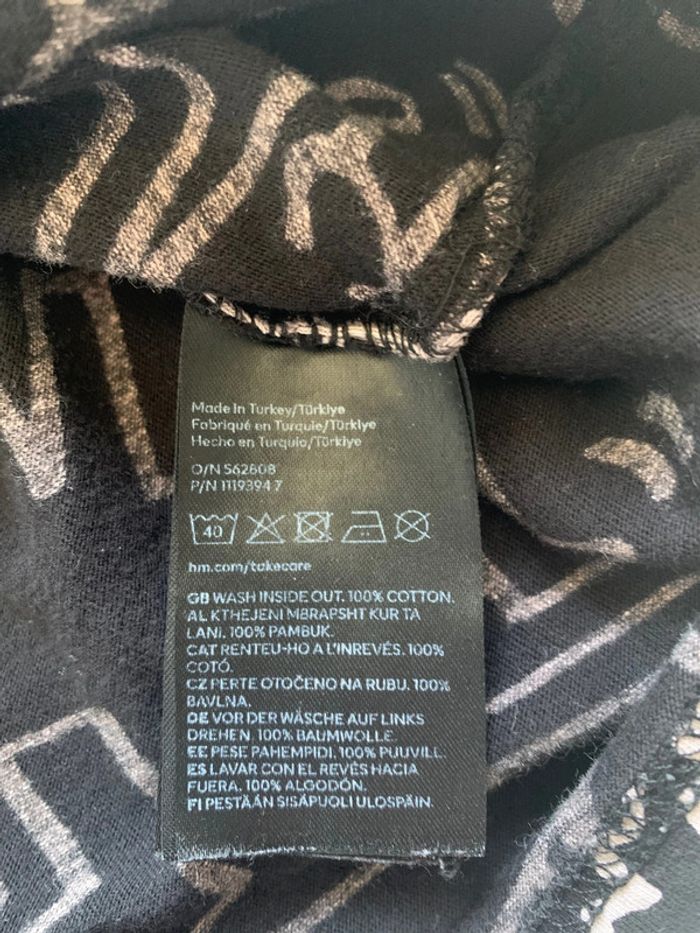 Made in Turkey/Türkiye
Fabriqué en Turquie/Türkiye
Hecho en Turquía/Türkiye
O/N 562808
P/N 1119394 7
40
hm.com/takecare
GB WASH INSIDE OUT. 100% COTTON.
AL KTHEJENI MBRAPSHT KUR TA
LANI. 100% PAMBUK.
CAT RENTEU-HO A L'INREVÉS. 100%
COTÓ.
CZ PERTE OTOČENO NA RUBU. 100%
BAVLNA.
DE VOR DER WÄSCHE AUF LINKS
DREHEN. 100% BAUMWOLLE.
EE PESE PAHEMPIDI. 100% PUUVILL.
ES LAVAR CON EL REVÉS HACIA
FUERA. 100% ALGODÓN.
FI PESTÄÄN SISÄPUOLI ULOSPÄIN.